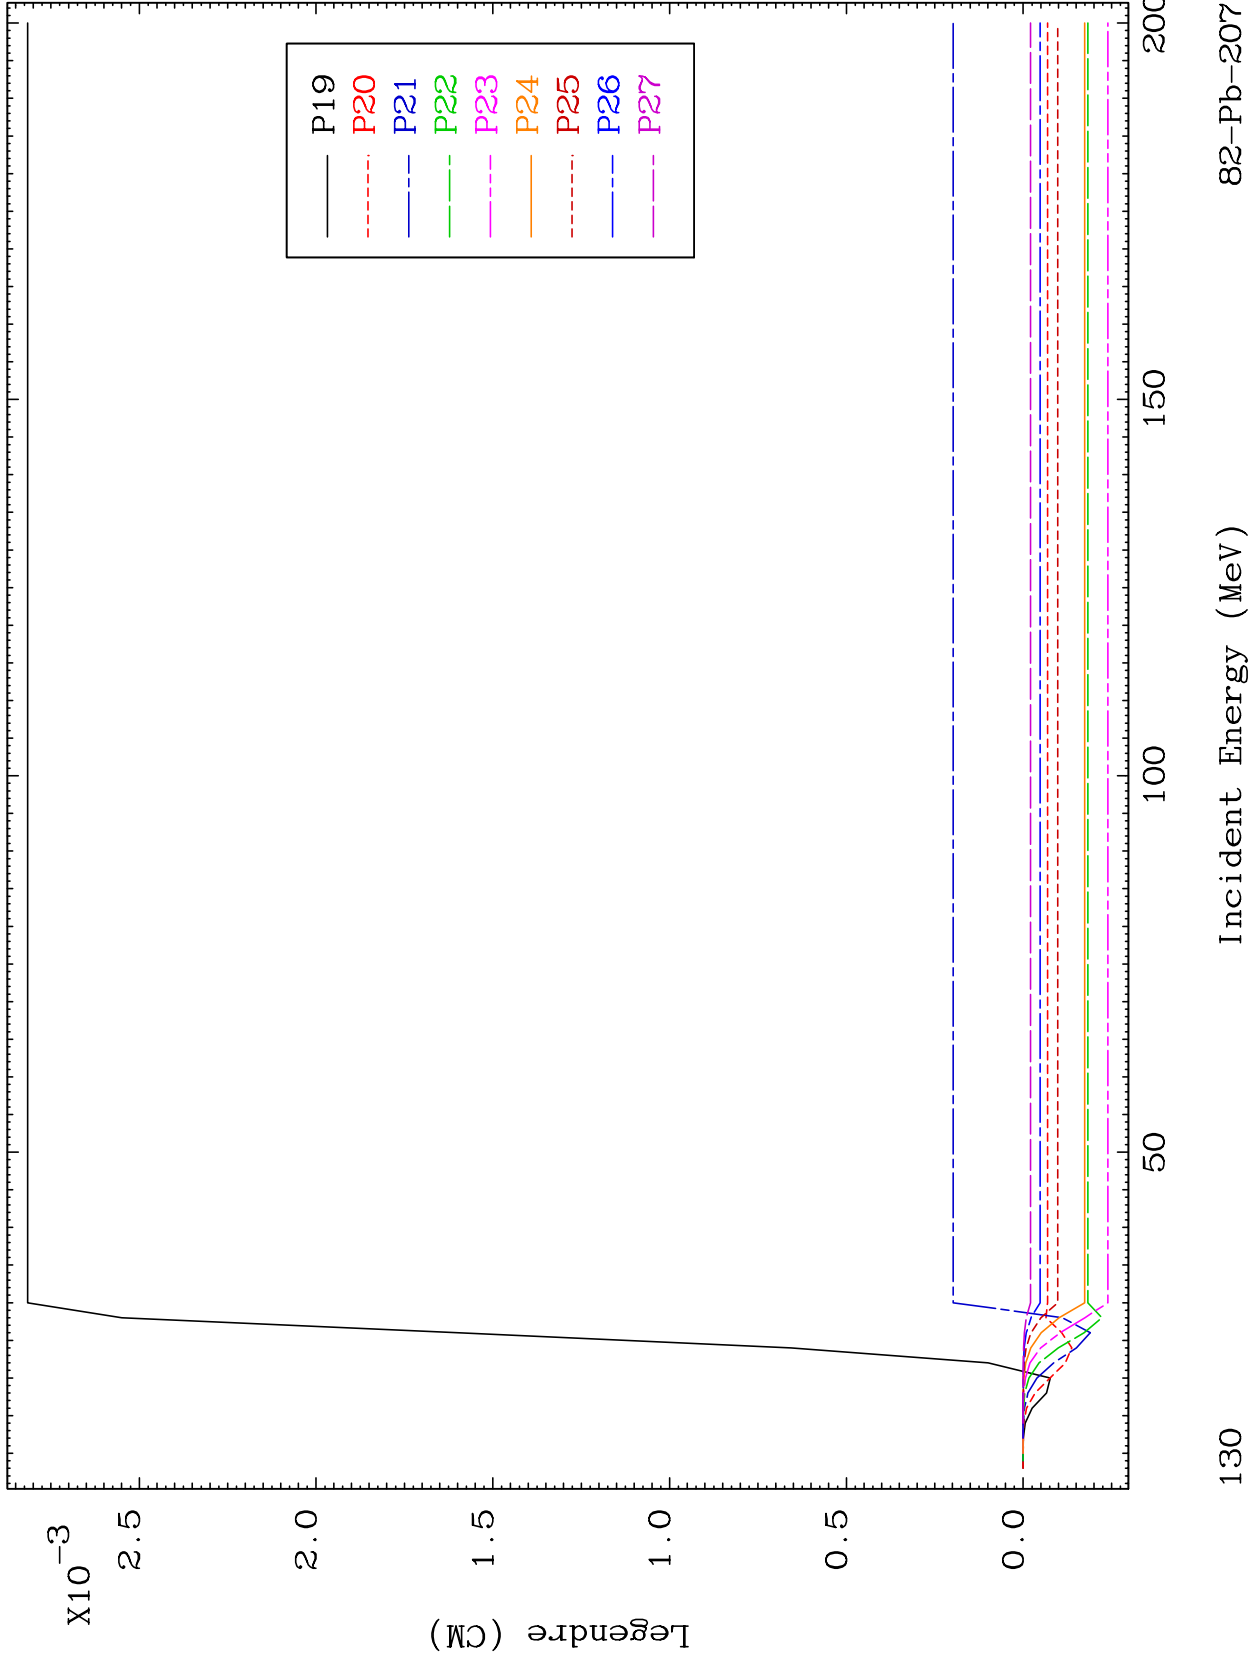 X10-3
2.5
2.0
1.5
1.0
0.5
0.0
Legendre (CM)
P19
P20
P21
P22
P23
P24
P25
P26
P27
50
100
150
200
130
Incident Energy (MeV)
82-Pb-207